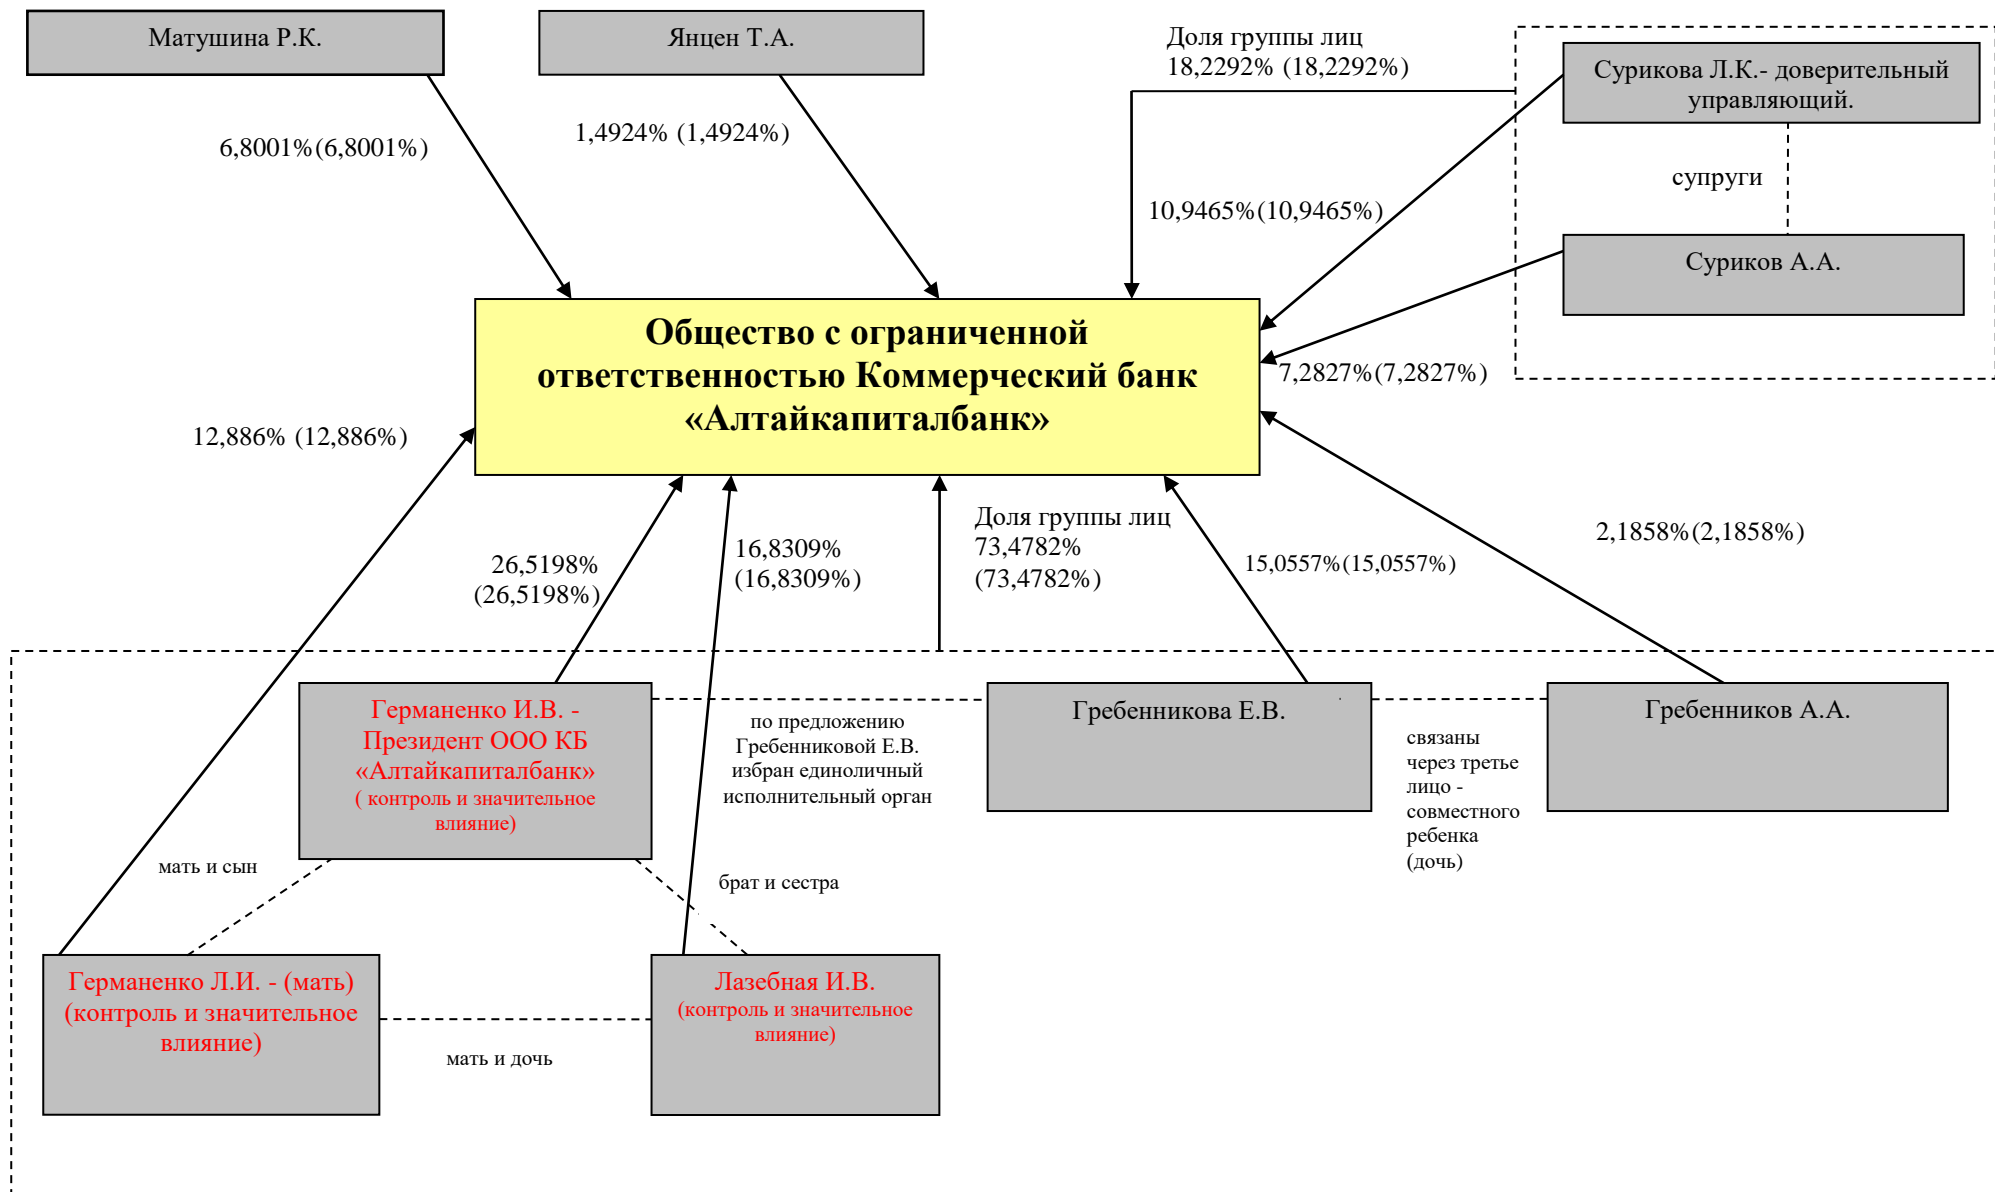 Матушина Р.К.
Янцен Т.А.
Доля группы лиц
18,2292% (18,2292%)
Сурикова Л.К.- доверительный
управляющий.
6,8001%(6,8001%)
1,4924% (1,4924%)
супруги
10,9465%(10,9465%)
Суриков А.А.
Общество с ограниченной
ответственностью Коммерческий банк
«Алтайкапиталбанк»
7,2827%(7,2827%)
12,886% (12,886%)
26,5198%
(26,5198%)
16,8309%
(16,8309%)
Доля группы лиц
73,4782%
(73,4782%)
15,0557%(15,0557%)
2,1858%(2,1858%)
Германенко И.В. -
Президент ООО КБ
«Алтайкапиталбанк»
( контроль и значительное
влияние)
по предложению
Гребенниковой Е.В.
избран единоличный
исполнительный орган
Гребенникова Е.В.
связаны
через третье
лицо -
совместного
ребенка
(дочь)
Гребенников А.А.
мать и сын
брат и сестра
Германенко Л.И. - (мать)
(контроль и значительное
влияние)
мать и дочь
Лазебная И.В.
(контроль и значительное
влияние)